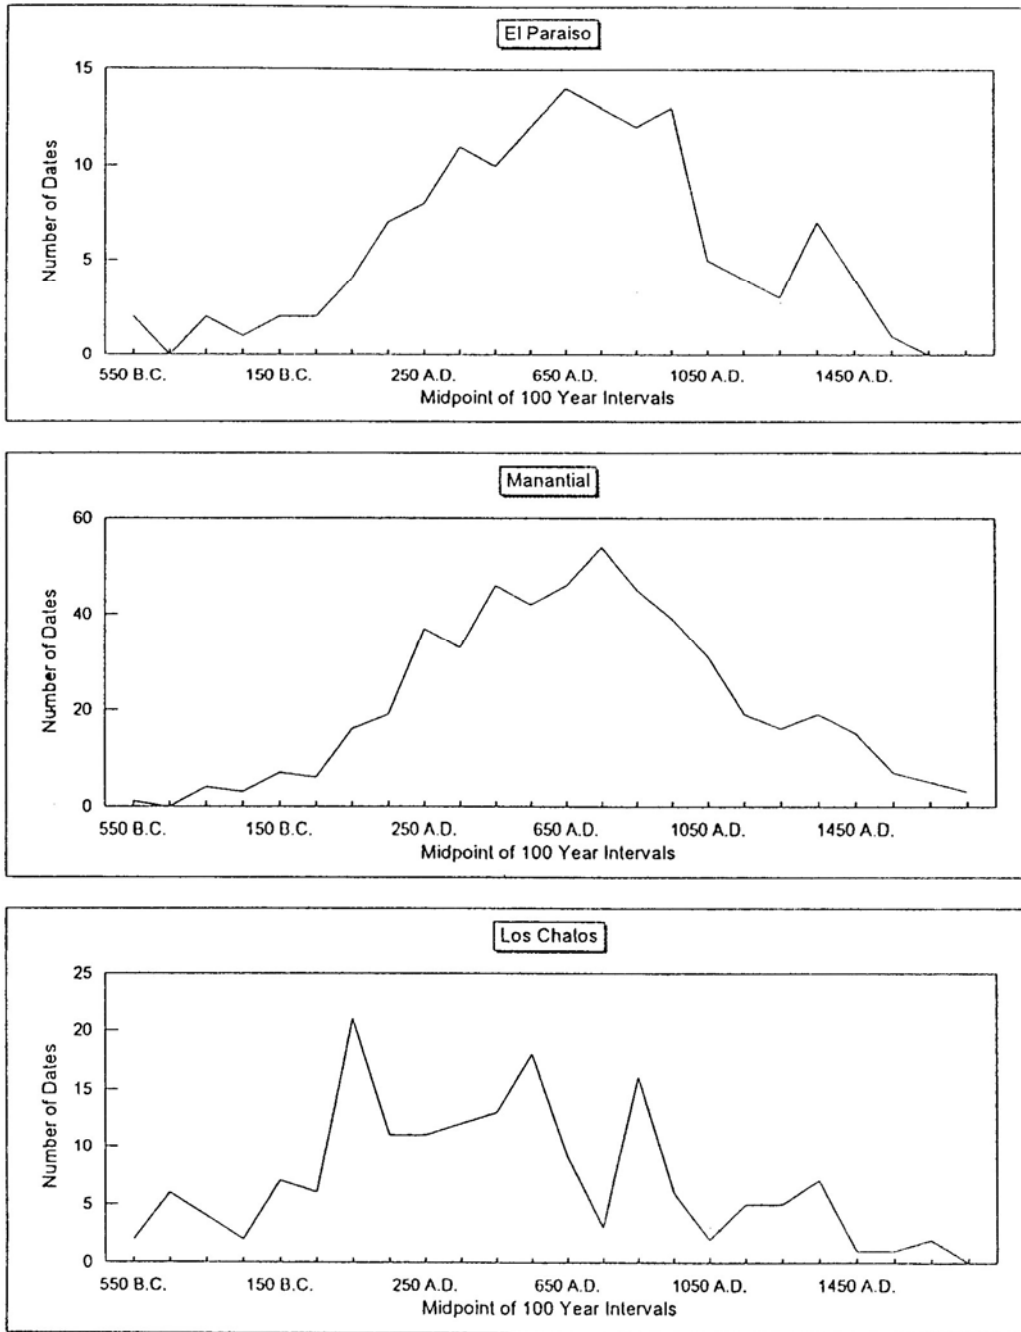 El Paraiso
15
10
5
0
Number of Dates
550 B.C. 150 B.C. 250 A.D. 650 A.D. 1050 A.D. 1450 A.D.
Midpoint of 100 Year Intervals
Manantial
60
40
20
0
Number of Dates
550 B.C. 150 B.C. 250 A.D. 650 A.D. 1050 A.D. 1450 A.D.
Midpoint of 100 Year Intervals
Los Chatos
25
20
15
10
5
0
Number of Dates
550 B.C. 150 B.C. 250 A.D. 650 A.D. 1050 A.D. 1450 A.D.
Midpoint of 100 Year Intervals